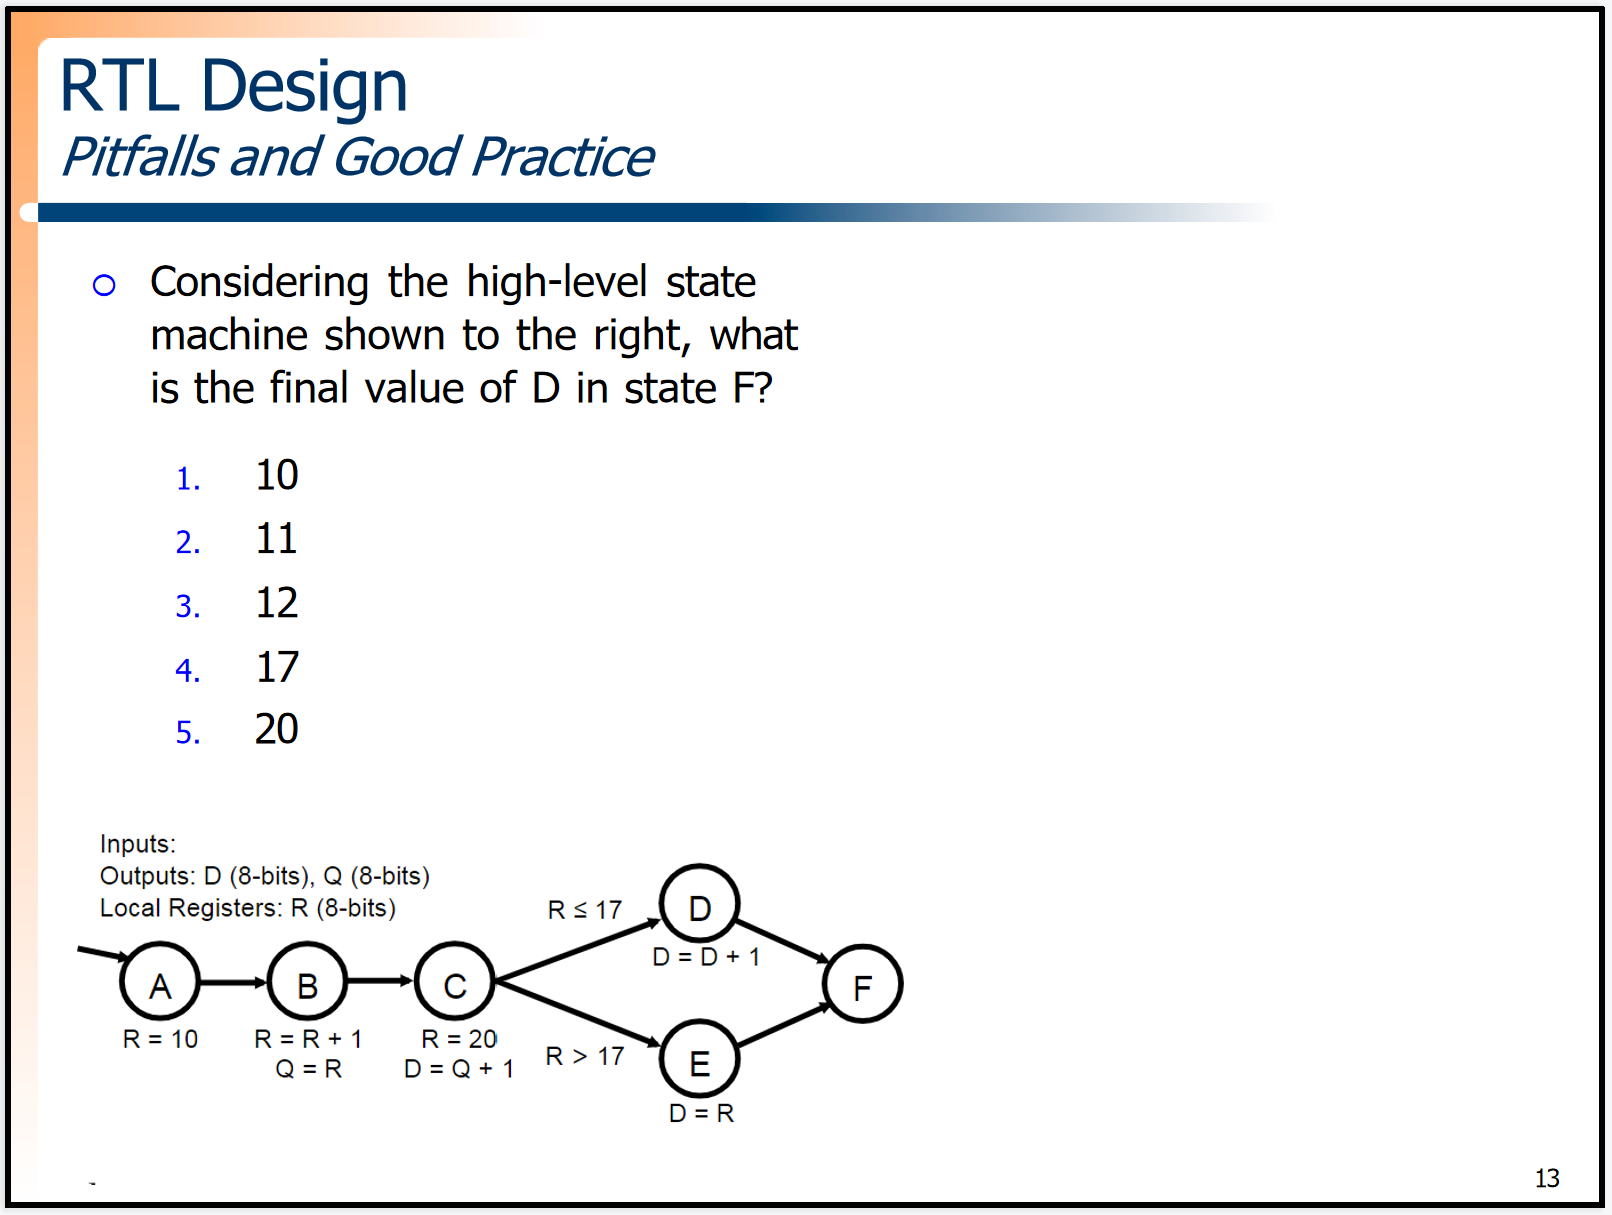 RTL Design
Pitfalls and Good Practice
Considering the high-level state
machine shown to the right, what
is the final value of D in state F?
1. 10
2. 11
3. 12
4. 17
5. 20
Inputs:
Outputs: D (8-bits), Q (8-bits)
Local Registers: R (8-bits)
A
R = 10
B
R = R + 1
Q = R
C
R = 20
D = Q + 1
R ≤ 17
D
D = D + 1
R > 17
E
D = R
F
13